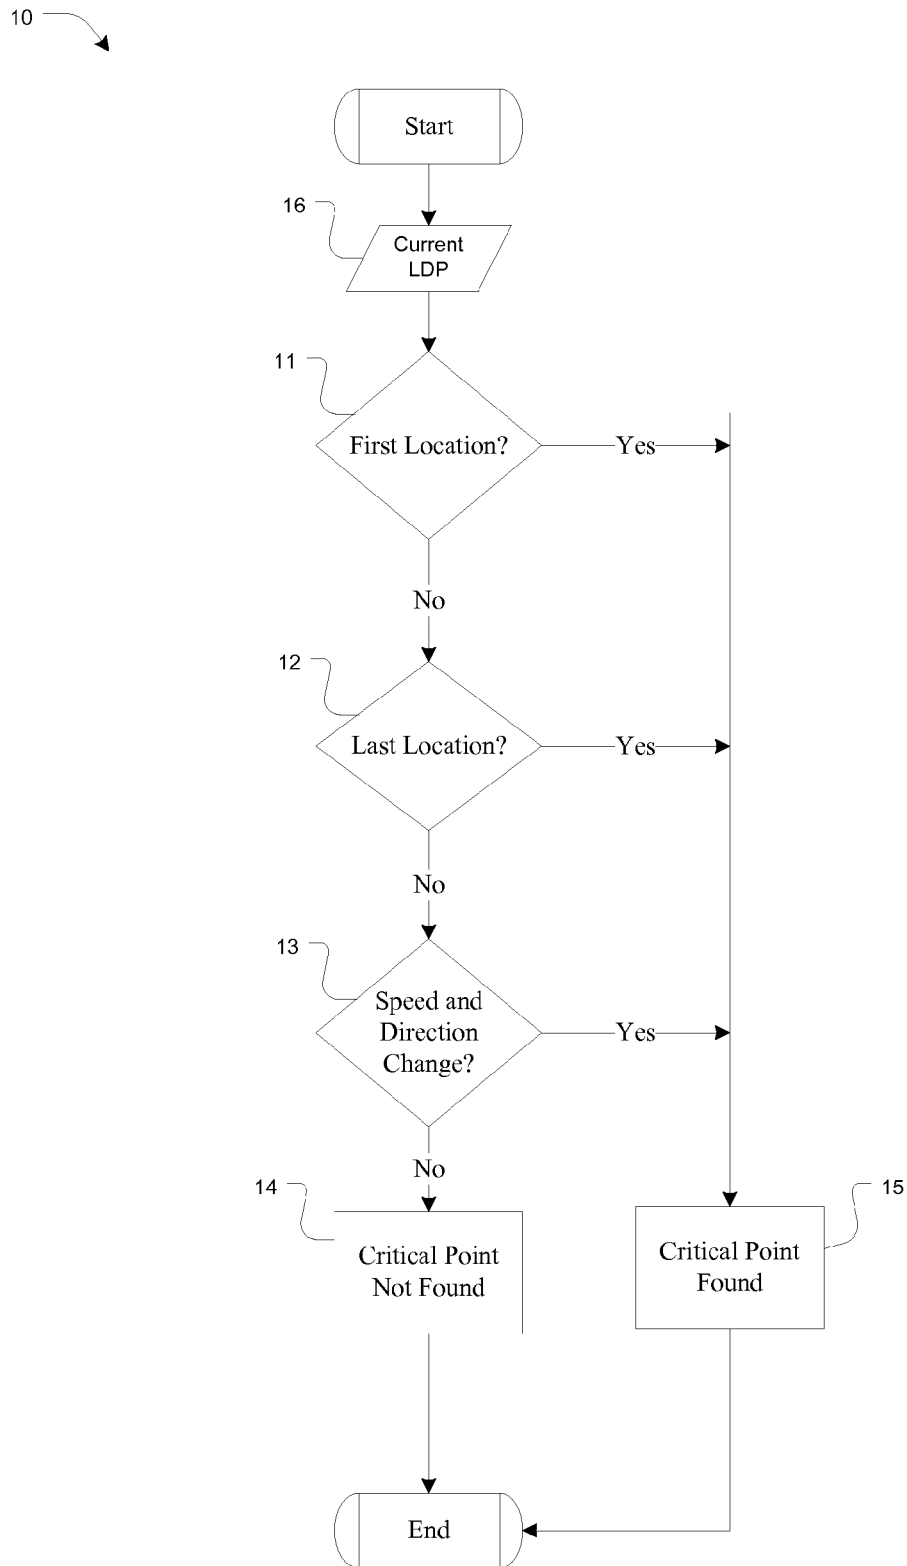 10
Start
16
Current
LDP
11
First Location?
Yes
No
12
Last Location?
Yes
No
13
Speed and
Direction
Change?
Yes
No
14
Critical Point
Not Found
15
Critical Point
Found
End